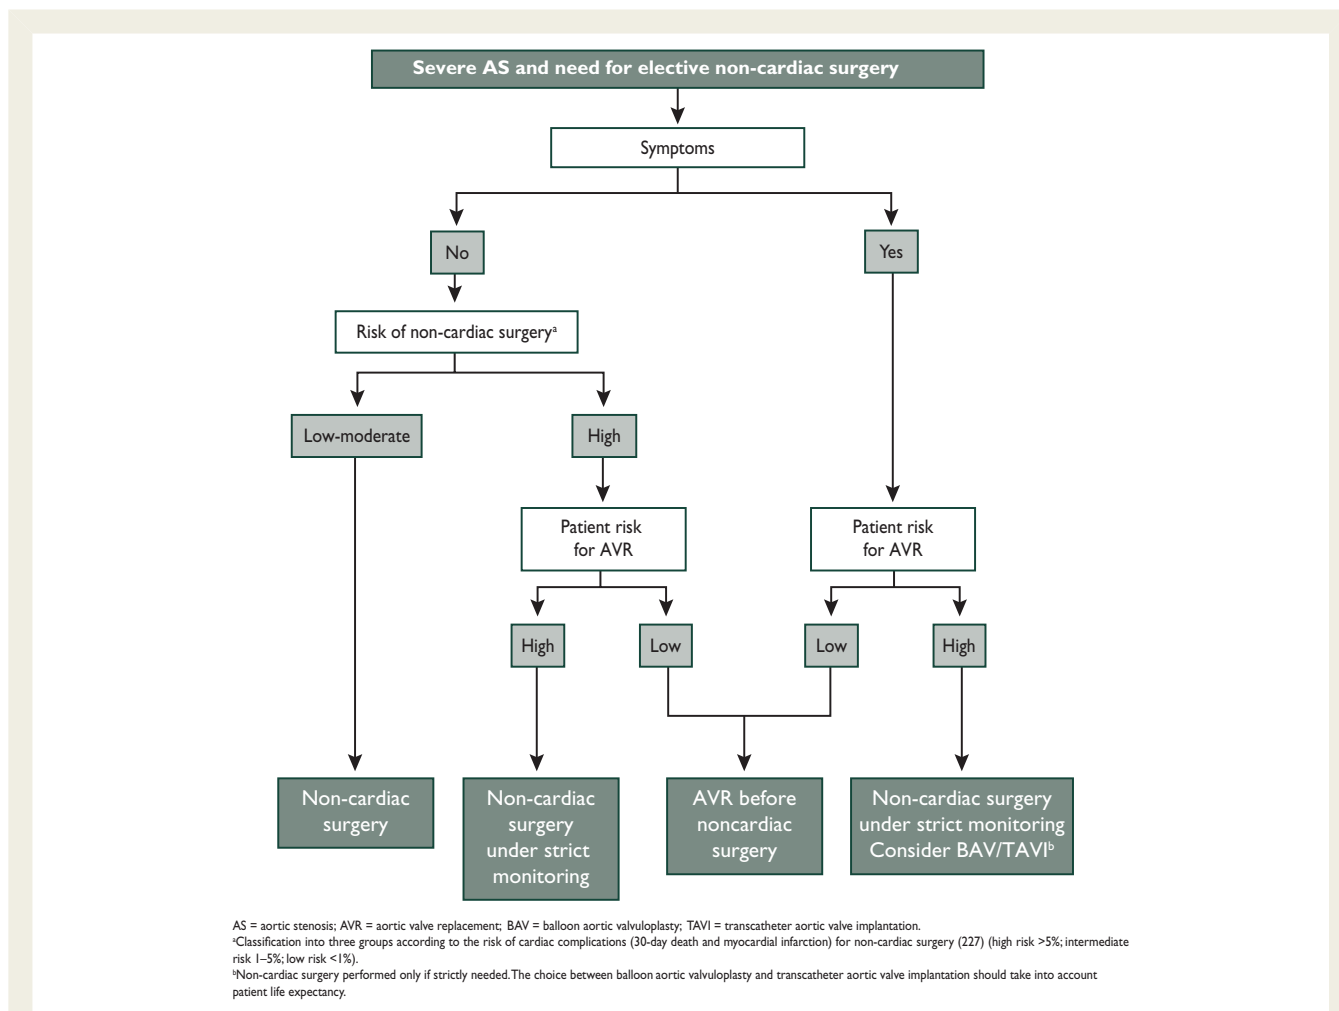 Severe AS and need for elective non-cardiac surgery
Symptoms
No
Yes
Risk of non-cardiac surgeryᵃ
Low-moderate
High
Patient risk
for AVR
Patient risk
for AVR
High
Low
Low
High
Non-cardiac
surgery
Non-cardiac
surgery
under strict
monitoring
AVR before
noncardiac
surgery
Non-cardiac surgery
under strict monitoring
Consider BAV/TAVIᵇ
AS = aortic stenosis; AVR = aortic valve replacement; BAV = balloon aortic valvuloplasty; TAVI = transcatheter aortic valve implantation.
ᵃClassification into three groups according to the risk of cardiac complications (30-day death and myocardial infarction) for non-cardiac surgery (227) (high risk >5%; intermediate
risk 1–5%; low risk <1%).
ᵇNon-cardiac surgery performed only if strictly needed. The choice between balloon aortic valvuloplasty and transcatheter aortic valve implantation should take into account
patient life expectancy.